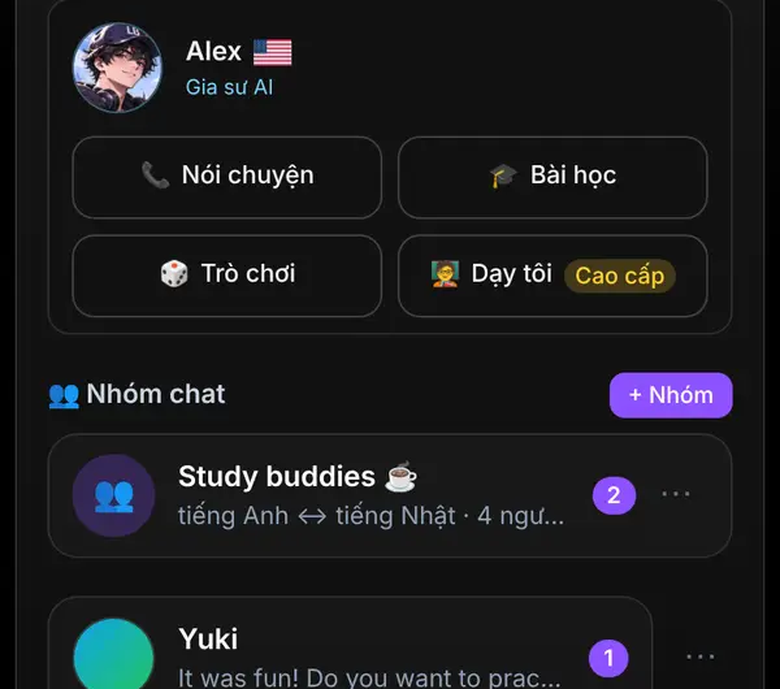 LB
Alex
Gia sư AI
Nói chuyện
Bài học
Trò chơi
Dạy tôi Cao cấp
Nhóm chat
+ Nhóm
Study buddies
2
tiếng Anh ↔ tiếng Nhật · 4 ngư...
Yuki
1
It was fun! Do you want to prac...